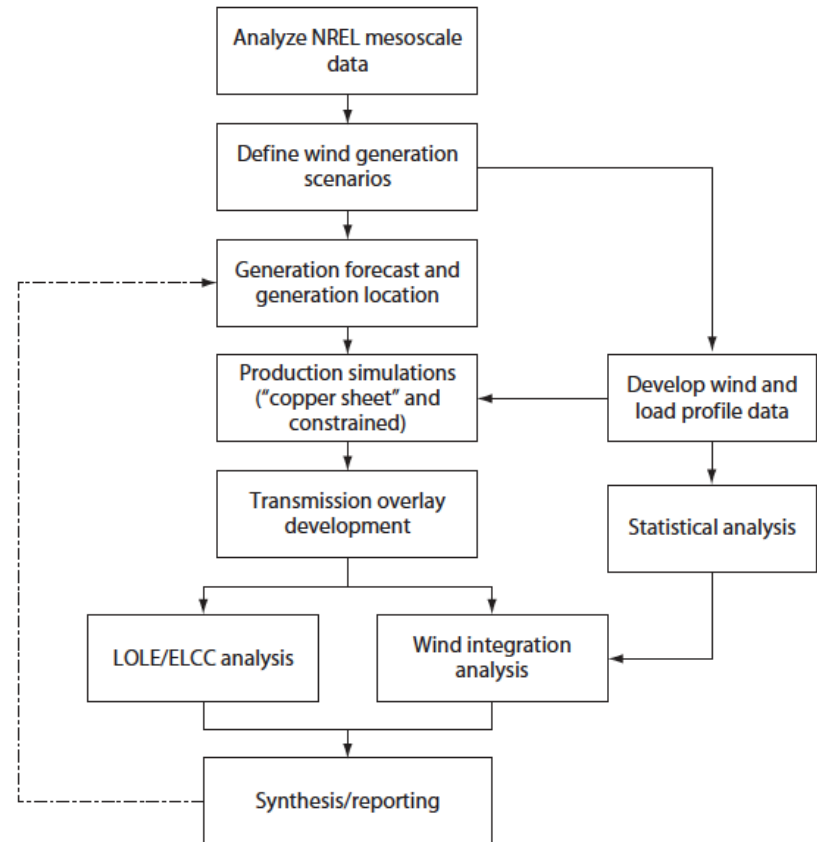 Analyze NREL mesoscale
data
Define wind generation
scenarios
Generation forecast and
generation location
Production simulations
(“copper sheet” and
constrained)
Develop wind and
load profile data
Transmission overlay
development
Statistical analysis
LOLE/ELCC analysis
Wind integration
analysis
Synthesis/reporting